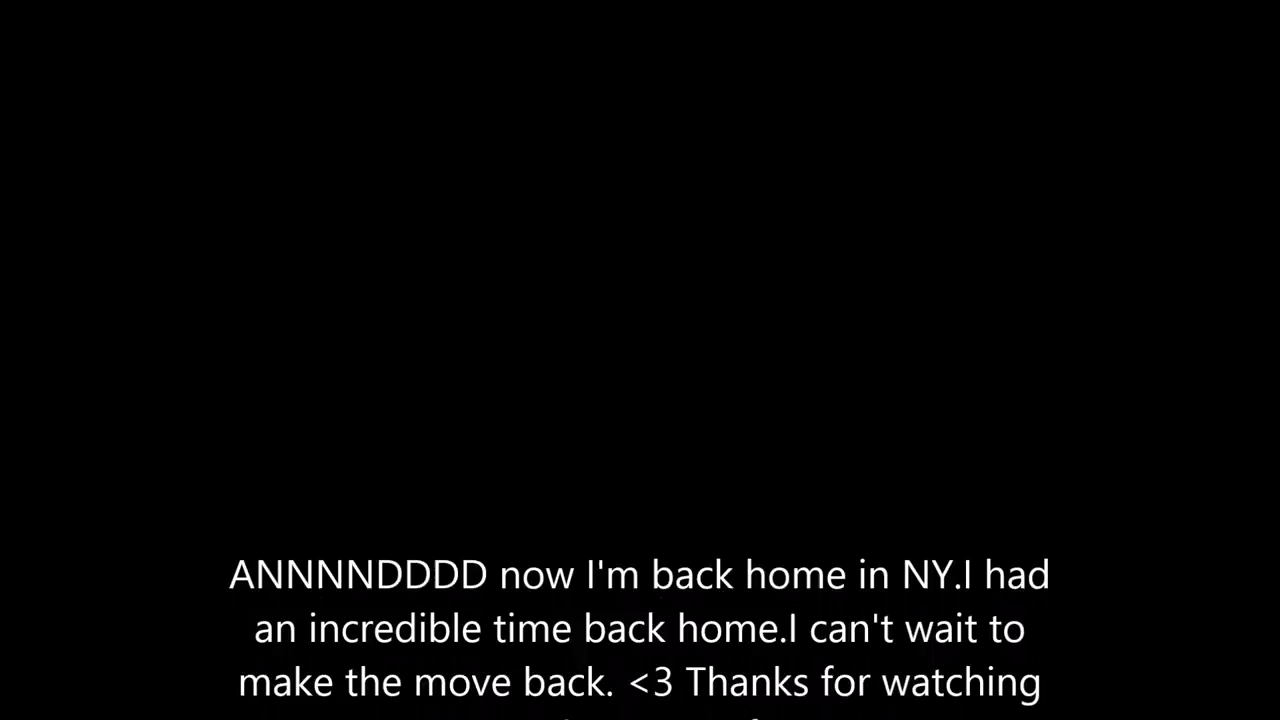 ANNNNDDDD now I'm back home in NY.I had
an incredible time back home.I can't wait to
make the move back. <3 Thanks for watching